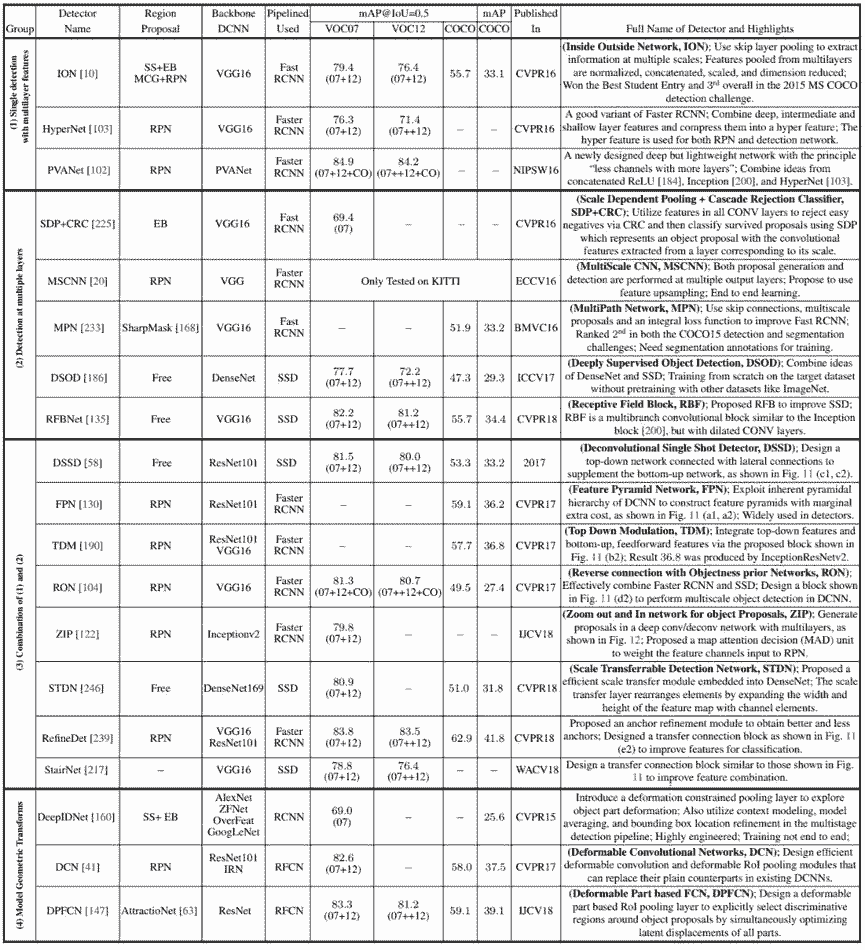 Group Detector Name Region Proposal Backbone DCNN Pipelined Used mAP@IoU=0.5 VOC07 VOC12 COCO mAP COCO Published In Full Name of Detector and Highlights
(1) Single detection with multilayer features
ION [10] SS+EB MCG+RPN VGG16 Fast RCNN 79.4 (07+12) 76.4 (07+12) 55.7 33.1 CVPR16
(Inside Outside Network, ION); Use skip layer pooling to extract
information at multiple scales; Features pooled from multilayers
are normalized, concatenated, scaled, and dimension reduced;
Won the Best Student Entry and 3rd overall in the 2015 MS COCO
detection challenge.
HyperNet [103] RPN VGG16 Faster RCNN 76.3 (07+12) 71.4 (07++12) – – CVPR16
A good variant of Faster RCNN; Combine deep, intermediate and
shallow layer features and compress them into a hyper feature; The
hyper feature is used for both RPN and detection network.
PVANet [102] RPN PVANet Faster RCNN 84.9 (07+12+CO) 84.2 (07++12+CO) – – NIPSW16
A newly designed deep but lightweight network with the principle
“less channels with more layers”; Combine ideas from
concatenated ReLU [184], Inception [200], and HyperNet [103].
(2) Detection at multiple layers
SDP+CRC [225] EB VGG16 Fast RCNN 69.4 (07) – – – CVPR16
(Scale Dependent Pooling + Cascade Rejection Classifier,
SDP+CRC); Utilize features in all CONV layers to reject easy
negatives via CRC and then classify survived proposals using SDP
which represents an object proposal with the convolutional
features extracted from a layer corresponding to its scale.
MSCNN [20] RPN VGG Faster RCNN Only Tested on KITTI ECCV16
(MultiScale CNN, MSCNN); Both proposal generation and
detection are performed at multiple output layers; Propose to use
feature upsampling; End to end learning.
MPN [233] SharpMask [168] VGG16 Fast RCNN – – 51.9 33.2 BMVC16
(MultiPath Network, MPN); Use skip connections, multiscale
proposals and an integral loss function to improve Fast RCNN;
Ranked 2nd in both the COCO15 detection and segmentation
challenges; Need segmentation annotations for training.
DSOD [186] Free DenseNet SSD 77.7 (07+12) 72.2 (07++12) 47.3 29.3 ICCV17
(Deeply Supervised Object Detection, DSOD); Combine
ideas of DenseNet and SSD; Training from scratch on the target dataset
without pretraining with other datasets like ImageNet.
RFBNet [135] Free VGG16 SSD 82.2 (07+12) 81.2 (07++12) 55.7 34.4 CVPR18
(Receptive Field Block, RBF); Proposed RFB to improve SSD;
RBF is a multibranch convolutional block similar to the Inception
block [200], but with dilated CONV layers.
(3) Combination of (1) and (2)
DSSD [58] Free ResNet101 SSD 81.5 (07+12) 80.0 (07++12) 53.3 33.2 2017
(Deconvolutional Single Shot Detector, DSSD); Design a
top-down network connected with lateral connections to
supplement the bottom-up network, as shown in Fig. 11 (c1, c2).
FPN [130] RPN ResNet101 Faster RCNN – – 59.1 36.2 CVPR17
(Feature Pyramid Network, FPN); Exploit inherent pyramidal
hierarchy of DCNN to construct feature pyramids with marginal
extra cost, as shown in Fig. 11 (a1, a2); Widely used in detectors.
TDM [190] RPN ResNet101 VGG16 Faster RCNN – – 57.7 36.8 CVPR17
(Top Down Modulation, TDM); Integrate top-down features and
bottom-up, feedforward features via the proposed block shown in
Fig. 11 (b2); Result 36.8 was produced by InceptionResNetv2.
RON [104] RPN VGG16 Faster RCNN 81.3 (07+12+CO) 80.7 (07++12+CO) 49.5 27.4 CVPR17
(Reverse connection with Objectness prior Networks, RON);
Effectively combine Faster RCNN and SSD; Design a block shown
in Fig. 11 (d2) to perform multiscale object detection in DCNN.
ZIP [122] RPN Inceptionv2 Faster RCNN 79.8 (07+12) – – – IJCV18
(Zoom out and In network for object Proposals, ZIP); Generate
proposals in a deep conv/deconv network with multilayers, as
shown in Fig. 12; Proposed a map attention decision (MAD) unit
to weight the feature channels input to RPN.
STDN [246] Free DenseNet169 SSD 80.9 (07+12) – 51.0 31.8 CVPR18
(Scale Transferrable Detection Network, STDN); Proposed a
efficient scale transfer module embedded into DenseNet; The scale
transfer layer rearranges elements by expanding the width and
height of the feature map with channel elements.
RefineDet [239] RPN VGG16 ResNet101 Faster RCNN 83.8 (07+12) 83.5 (07++12) 62.9 41.8 CVPR18
Proposed an anchor refinement module to obtain better and less
anchors; Designed a transfer connection block as shown in Fig. 11
(e2) to improve features for classification.
StairNet [217] – VGG16 SSD 78.8 (07+12) 76.4 (07++12) – – WACV18
Design a transfer connection block similar to those shown in Fig.
11 to improve feature combination.
(4) Model Geometric Transforms
DeepIDNet [160] SS+ EB AlexNet ZFNet OverFeat GoogLeNet RCNN 69.0 (07) – – 25.6 CVPR15
Introduce a deformation constrained pooling layer to explore
object part deformation; Also utilize context modeling, model
averaging, and bounding box location refinement in the multistage
detection pipeline; Highly engineered; Training not end to end;
DCN [41] RPN ResNet101 IRN RFCN 82.6 (07+12) – 58.0 37.5 CVPR17
(Deformable Convolutional Networks, DCN); Design efficient
deformable convolution and deformable RoI pooling modules that
can replace their plain counterparts in existing DCNNs.
DPFCN [147] AttractioNet [63] ResNet RFCN 83.3 (07+12) 81.2 (07++12) 59.1 39.1 IJCV18
(Deformable Part based FCN, DPFCN); Design a deformable
part based RoI pooling layer to explicitly select discriminative
regions around object proposals by simultaneously optimizing
latent displacements of all parts.